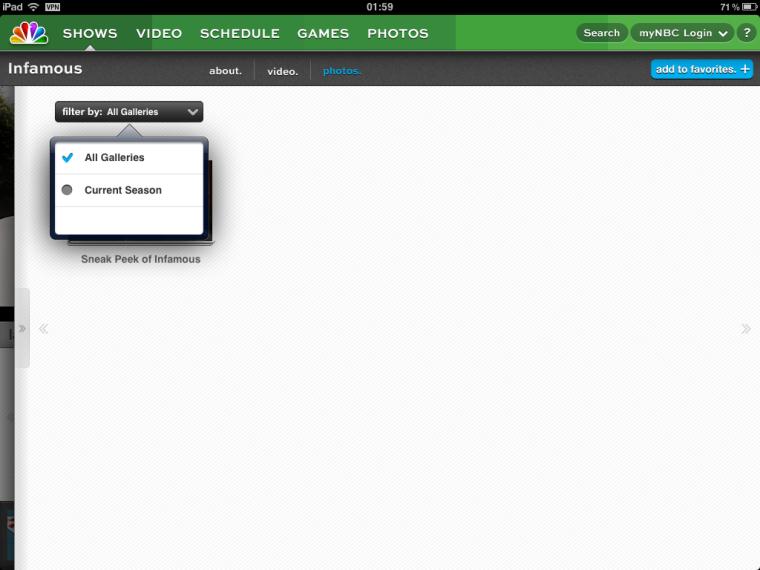 iPad VPN 01:59 71 %
SHOWS VIDEO SCHEDULE GAMES PHOTOS Search myNBC Login ?
Infamous about. video. photos. add to favorites. +
filter by: All Galleries
All Galleries
Current Season
Sneak Peek of Infamous